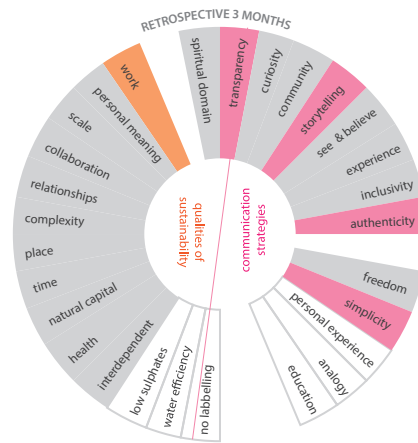 RETROSPECTIVE 3 MONTHS
spiritual domain
transparency
curiosity
community
storytelling
see & believe
experience
inclusivity
authenticity
freedom
simplicity
personal experience
analogy
education
no labbelling
water efficiency
low sulphates
interdependent
health
natural capital
time
place
complexity
relationships
collaboration
scale
personal meaning
work
qualities of
sustainability
communication
strategies